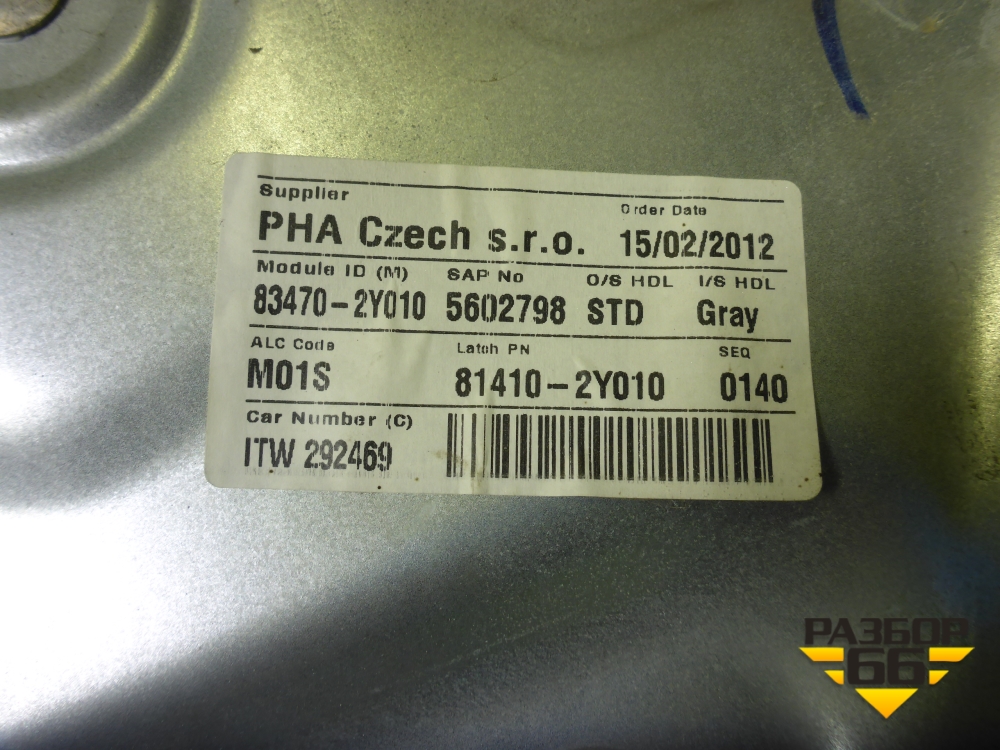 Supplier
Order Date
PHA Czech s.r.o. 15/02/2012
Module ID (M) SAP No O/S HDL I/S HDL
83470-2Y010 5602798 STD Gray
ALC Code Latch PN SEQ
M01S 81410-2Y010 0140
Car Number (C)
ITW 292469
РАЗБОР
66